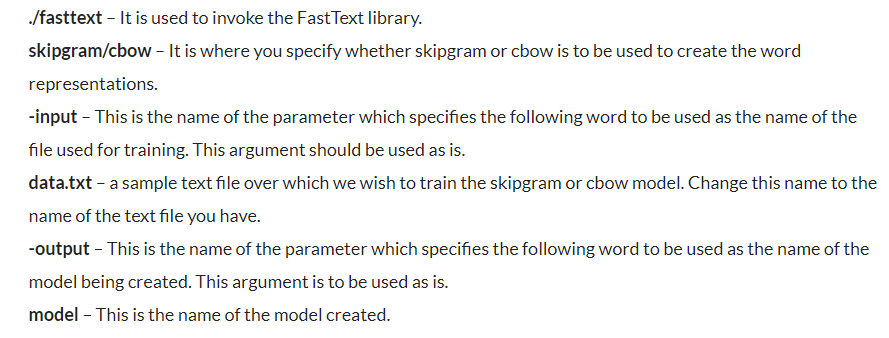 ./fasttext – It is used to invoke the FastText library.
skipgram/cbow – It is where you specify whether skipgram or cbow is to be used to create the word
representations.
-input – This is the name of the parameter which specifies the following word to be used as the name of the
file used for training. This argument should be used as is.
data.txt – a sample text file over which we wish to train the skipgram or cbow model. Change this name to the
name of the text file you have.
-output – This is the name of the parameter which specifies the following word to be used as the name of the
model being created. This argument is to be used as is.
model – This is the name of the model created.